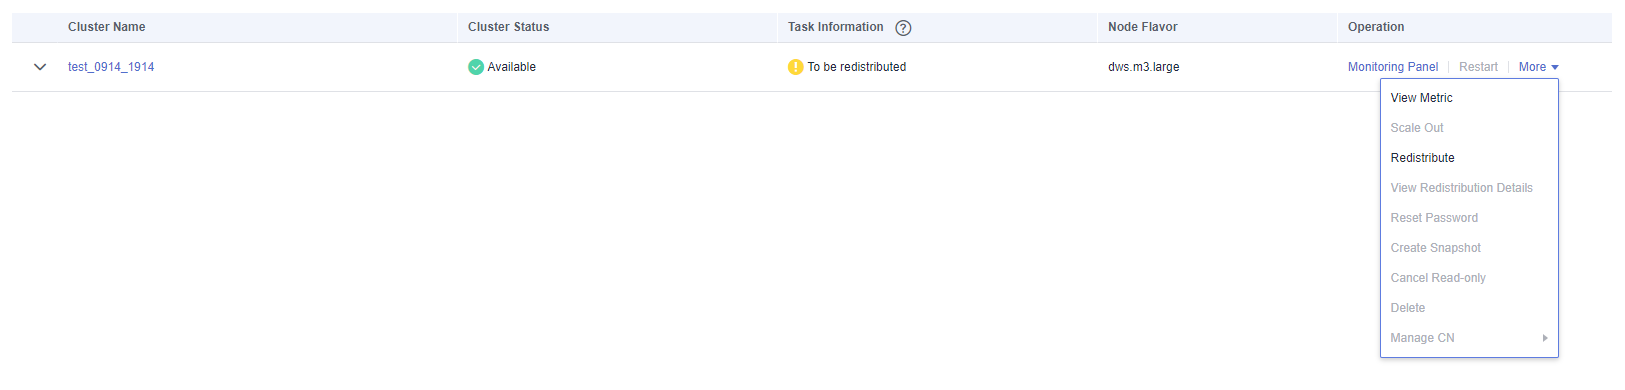 Cluster Name Cluster Status Task Information ? Node Flavor Operation
test_0914_1914 Available ! To be redistributed dws.m3.large Monitoring Panel Restart More
View Metric
Scale Out
Redistribute
View Redistribution Details
Reset Password
Create Snapshot
Cancel Read-only
Delete
Manage CN